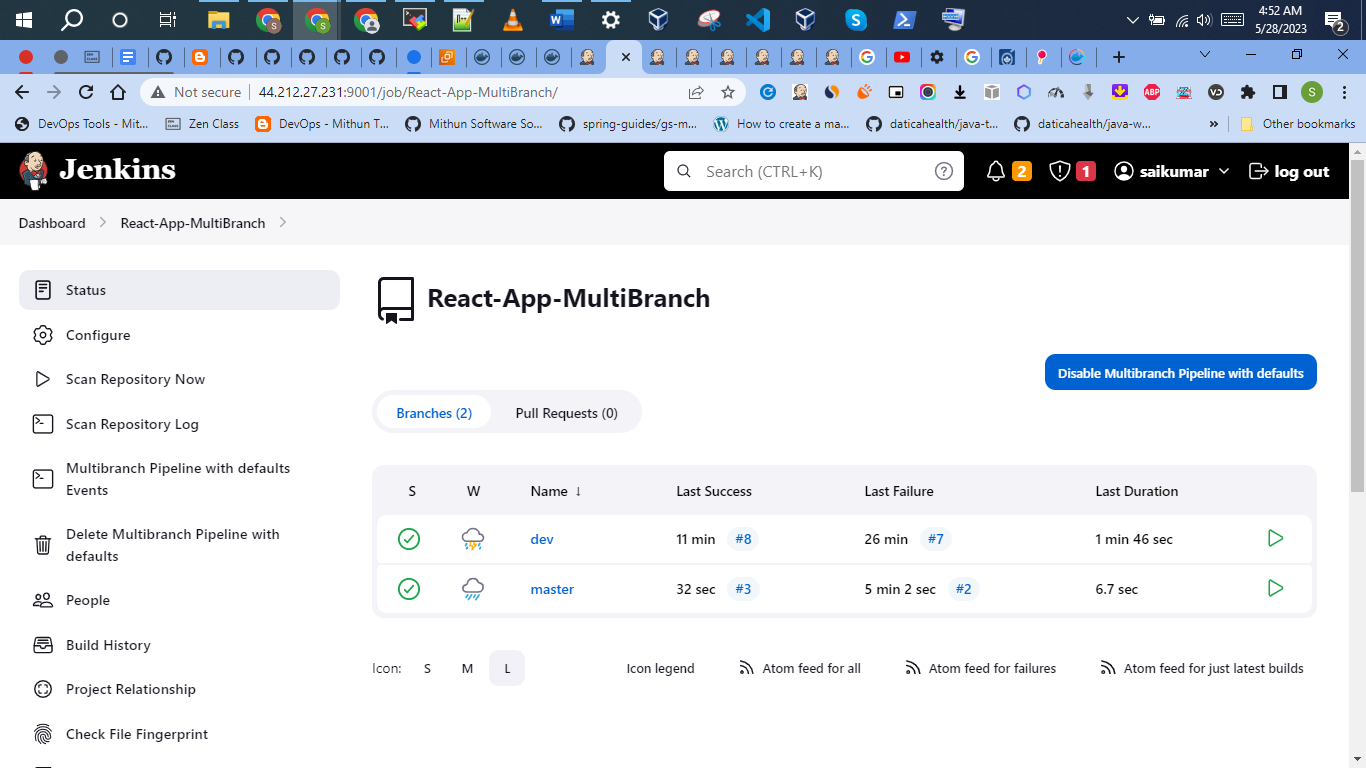 4:52 AM
5/28/2023
2
Not secure
44.212.27.231:9001/job/React-App-MultiBranch/
ABP
S
DevOps Tools - Mit...
Zen Class
DevOps - Mithun T...
Mithun Software So...
spring-guides/gs-m...
How to create a ma...
daticahealth/java-t...
daticahealth/java-w...
»
Other bookmarks
Jenkins
Search (CTRL+K)
2
1
saikumar
log out
Dashboard
React-App-MultiBranch
Status
Configure
Scan Repository Now
Scan Repository Log
Multibranch Pipeline with defaults
Events
Delete Multibranch Pipeline with
defaults
People
Build History
Project Relationship
Check File Fingerprint
React-App-MultiBranch
Disable Multibranch Pipeline with defaults
Branches (2)
Pull Requests (0)
S W Name ↓ Last Success Last Failure Last Duration
dev 11 min #8 26 min #7 1 min 46 sec
master 32 sec #3 5 min 2 sec #2 6.7 sec
Icon: S M L
Icon legend
Atom feed for all
Atom feed for failures
Atom feed for just latest builds